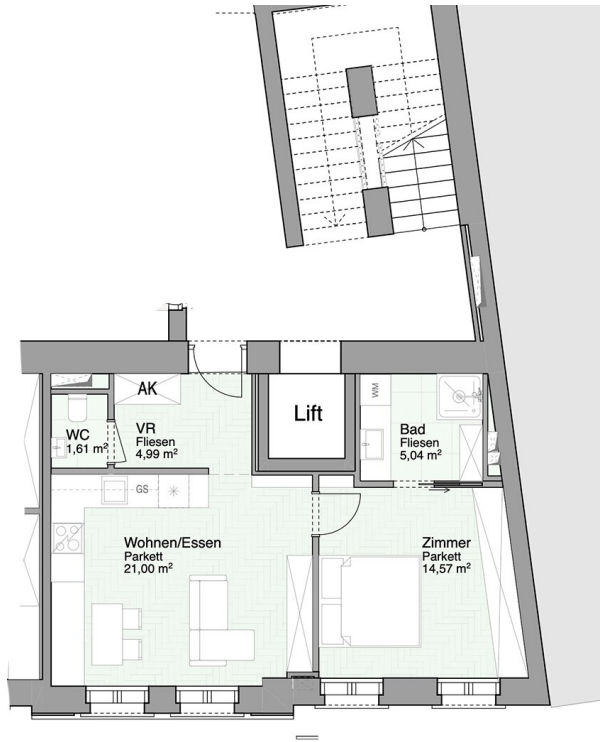 AK
Lift
WM
WC
1,61 m²
VR
Fliesen
4,99 m²
Bad
Fliesen
5,04 m²
GS
Wohnen/Essen
Parkett
21,00 m²
Zimmer
Parkett
14,57 m²